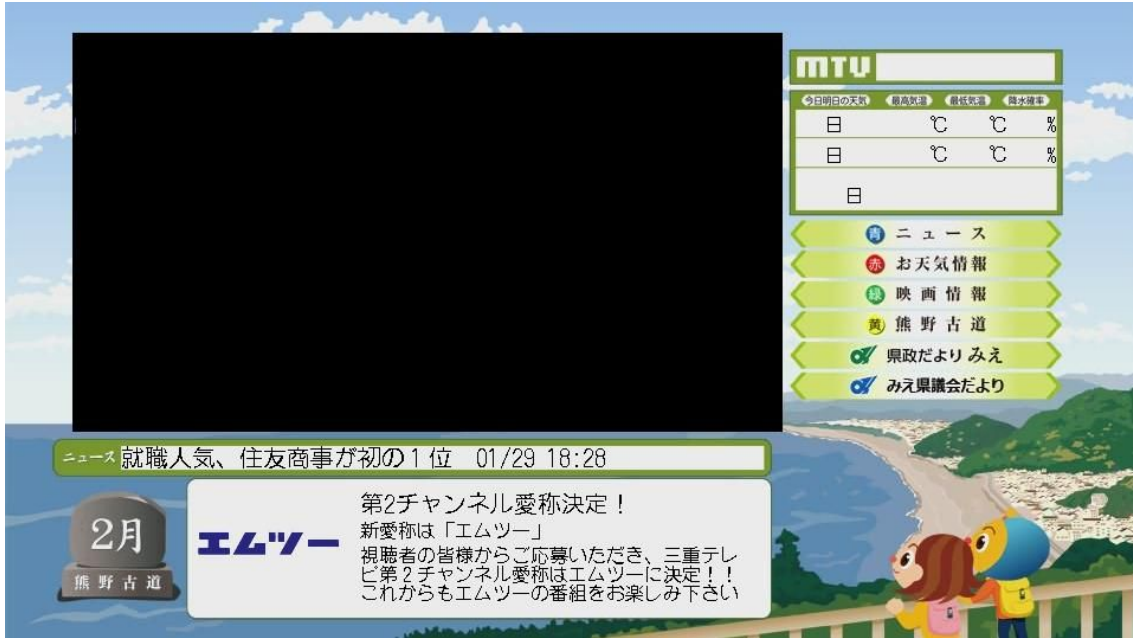 mTV
今日明日の天気 最高気温 最低気温 降水確率
日 ℃ ℃ %
日 ℃ ℃ %
日
青 ニュース
赤 お天気情報
緑 映画情報
黄 熊野古道
県政だより みえ
みえ県議会だより
ニュース 就職人気、住友商事が初の1位 01/29 18:28
2月
熊野古道
エムツー
第2チャンネル愛称決定!
新愛称は「エムツー」
視聴者の皆様からご応募いただき、三重テレ
ビ第2チャンネル愛称はエムツーに決定!!
これからもエムツーの番組をお楽しみ下さい